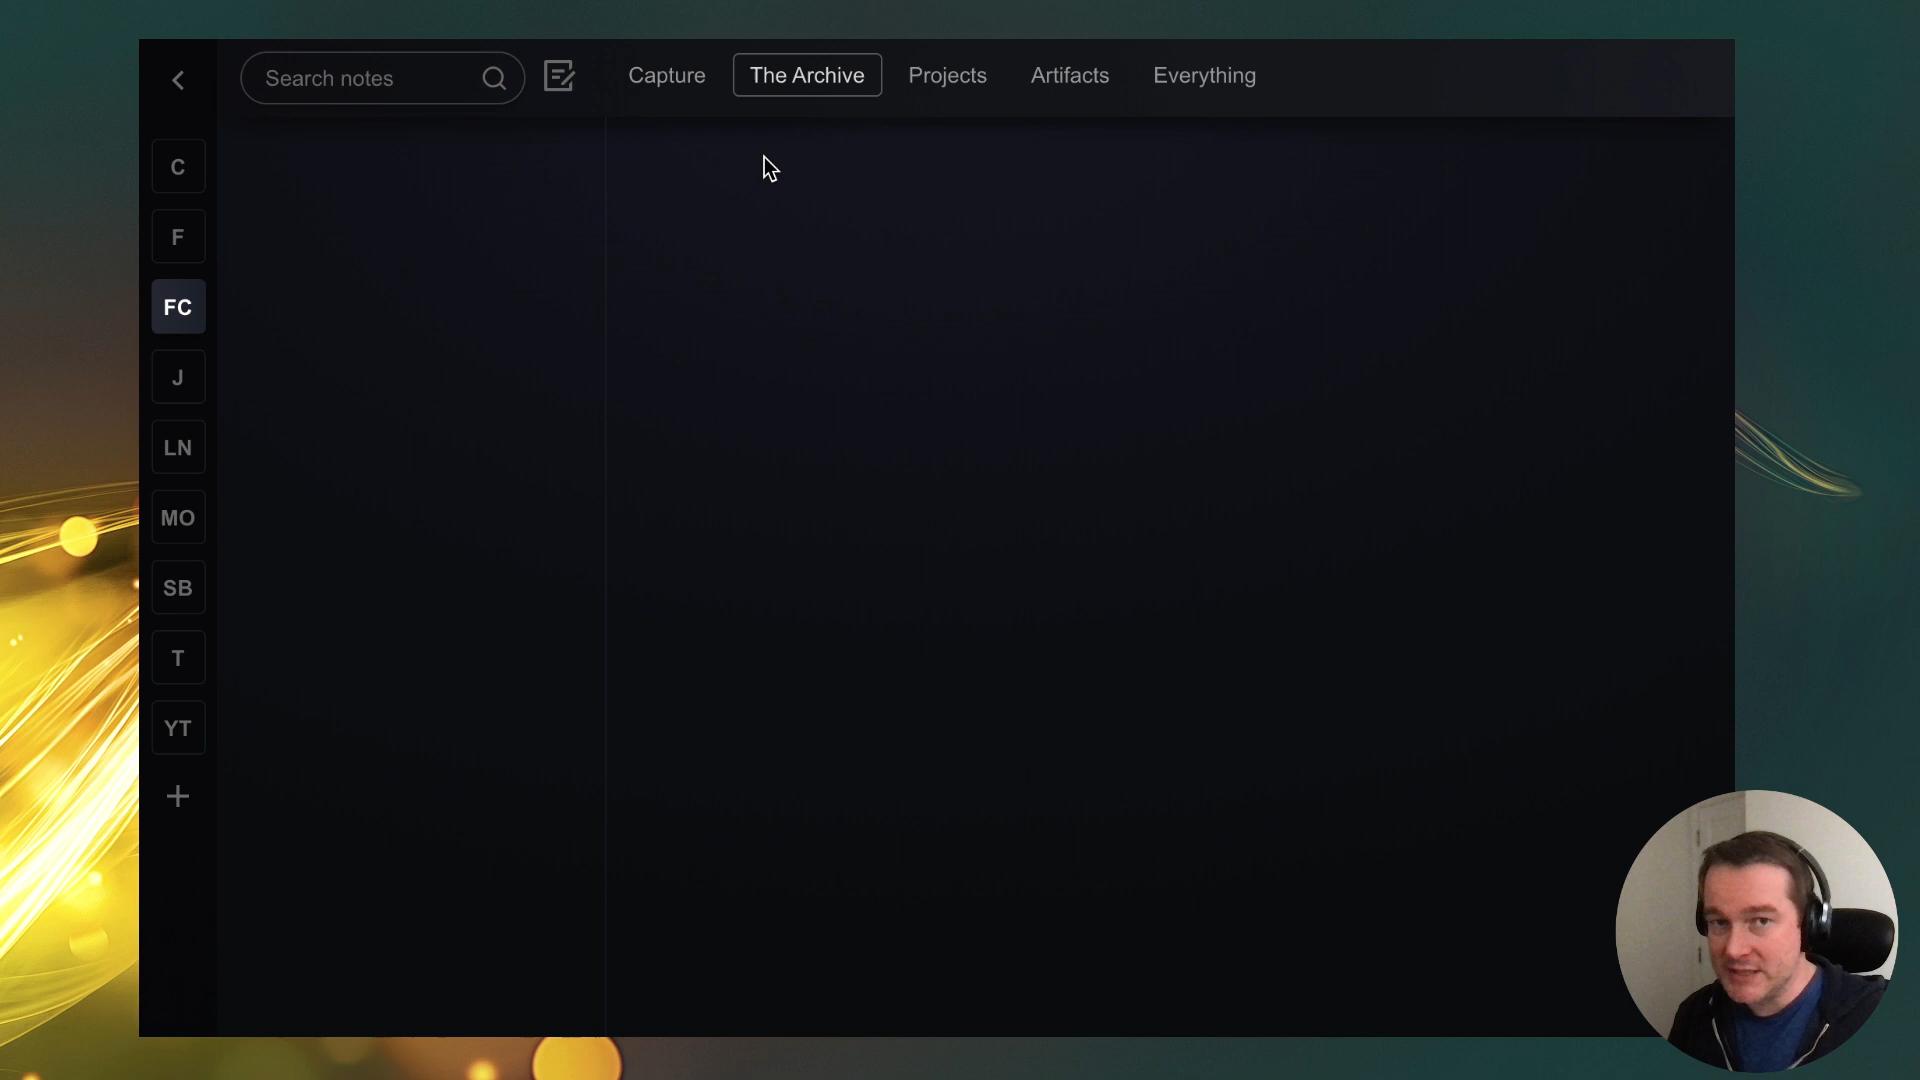 Search notes
Capture
The Archive
Projects
Artifacts
Everything
C
F
FC
J
LN
MO
SB
T
YT